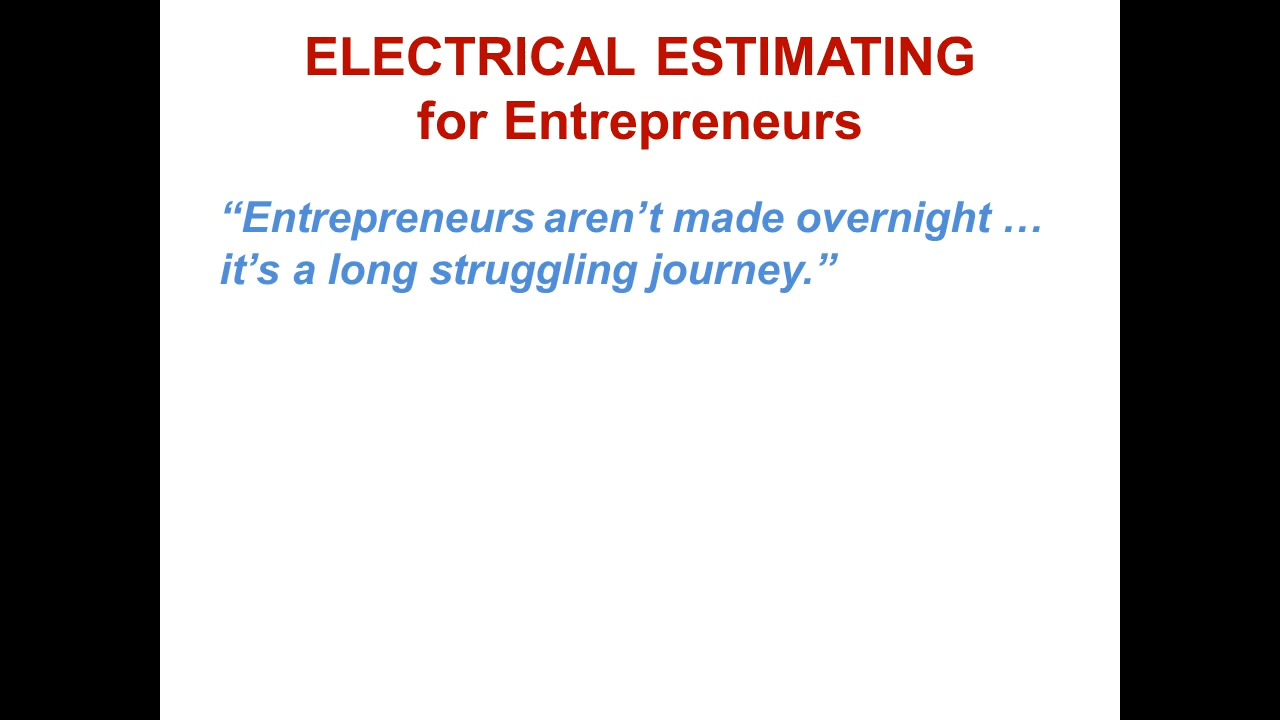 ELECTRICAL ESTIMATING
for Entrepreneurs
“Entrepreneurs aren’t made overnight …
it’s a long struggling journey.”